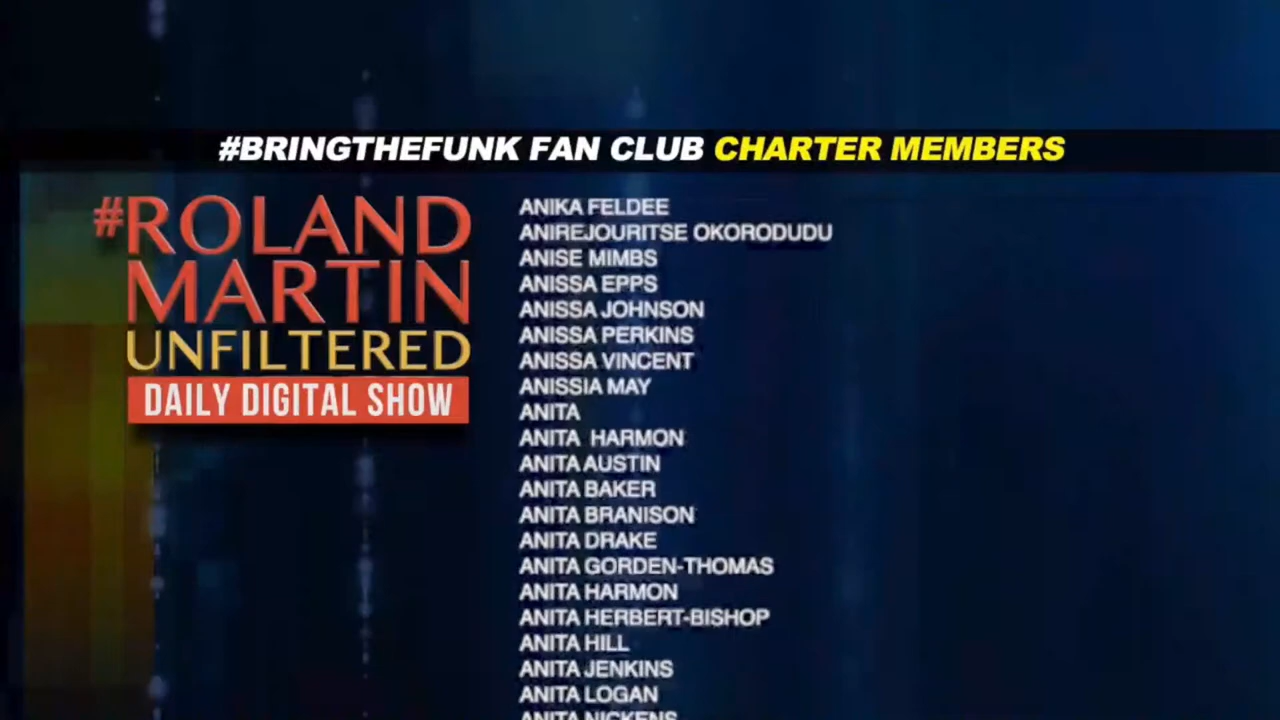 #BRINGTHEFUNK FAN CLUB CHARTER MEMBERS
#ROLAND
MARTIN
UNFILTERED
DAILY DIGITAL SHOW
ANIKA FELDEE
ANIREJOURITSE OKORODUDU
ANISE MIMBS
ANISSA EPPS
ANISSA JOHNSON
ANISSA PERKINS
ANISSA VINCENT
ANISSIA MAY
ANITA
ANITA  HARMON
ANITA AUSTIN
ANITA BAKER
ANITA BRANISON
ANITA DRAKE
ANITA GORDEN-THOMAS
ANITA HARMON
ANITA HERBERT-BISHOP
ANITA HILL
ANITA JENKINS
ANITA LOGAN
ANITA NICKENS